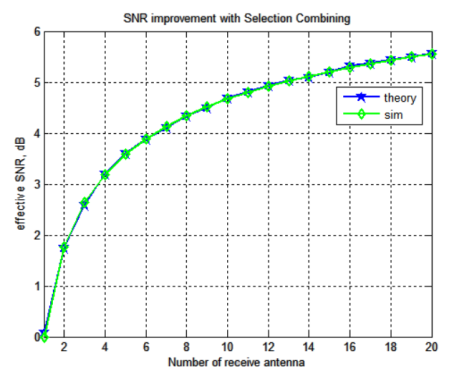 SNR improvement with Selection Combining
6
5
4
3
2
1
0
effective SNR, dB
theory
sim
2 4 6 8 10 12 14 16 18 20
Number of receive antenna